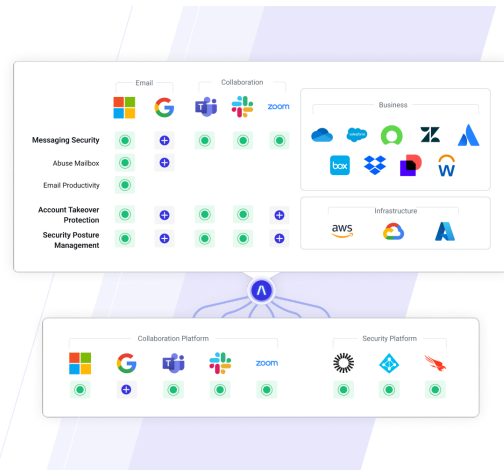 Email
Collaboration
zoom
Business
salesforce
box
Messaging Security
Abuse Mailbox
Email Productivity
Account Takeover
Protection
Security Posture
Management
Infrastructure
aws
Collaboration Platform
Security Platform
zoom